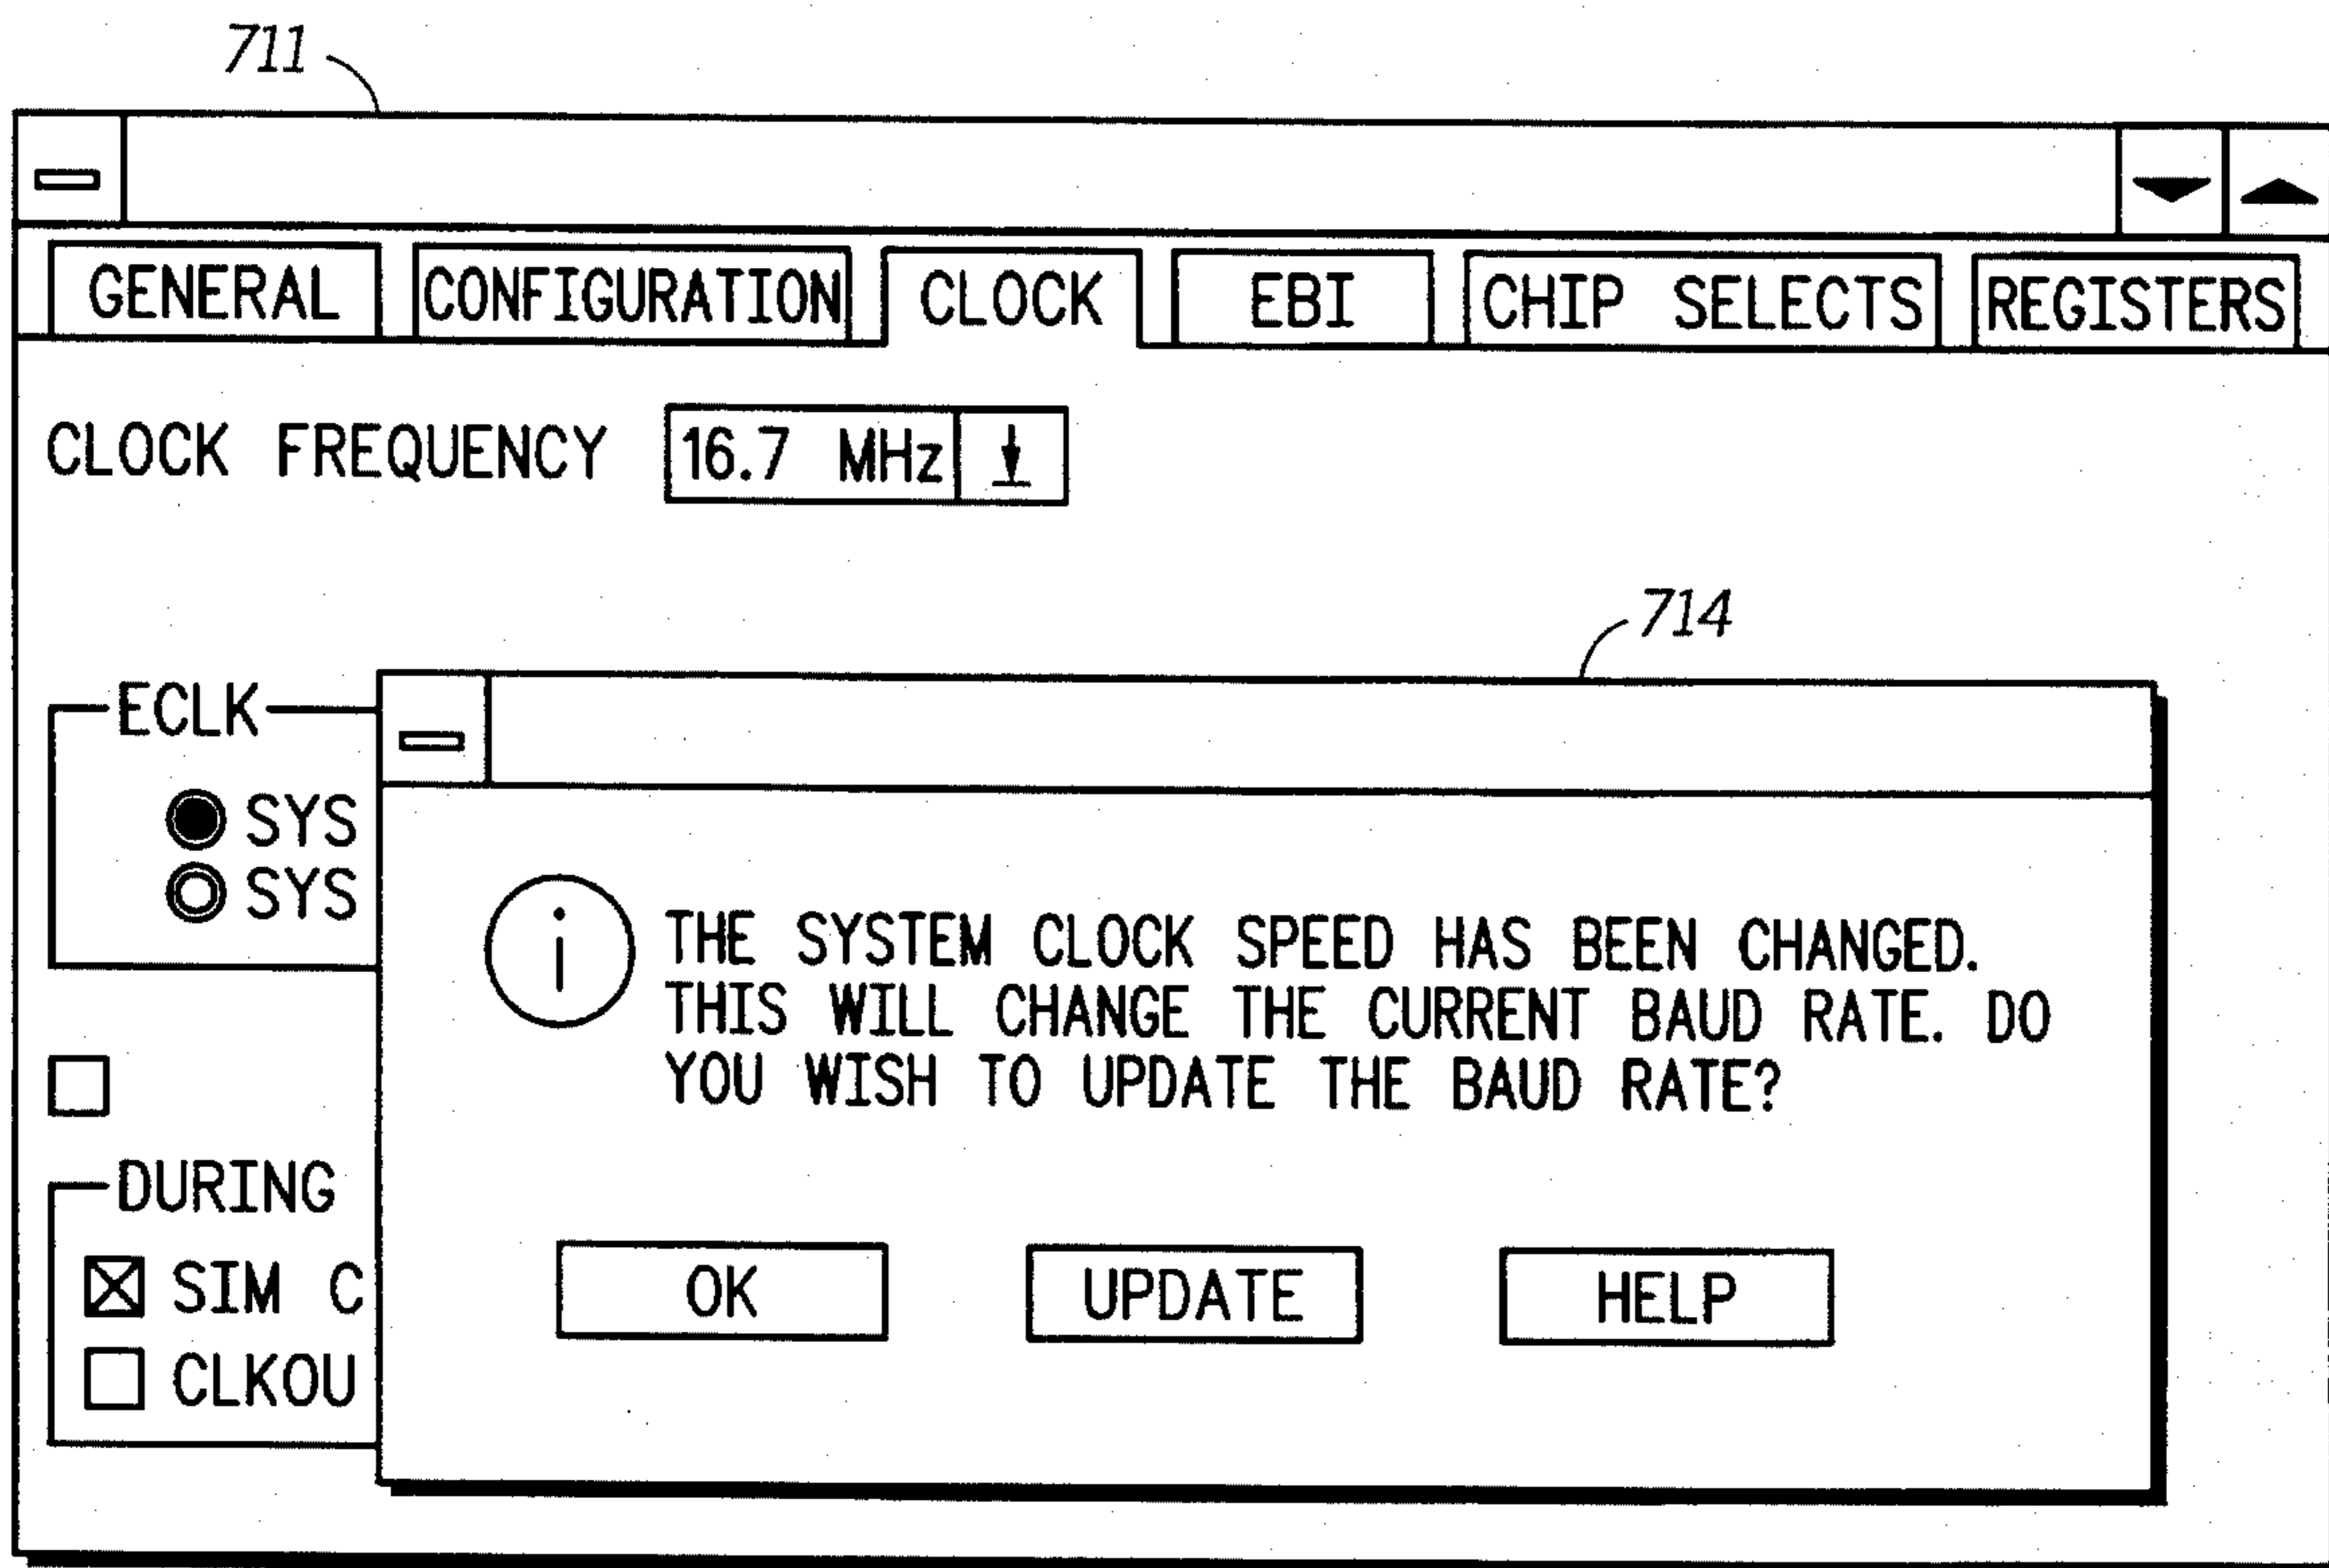 711
GENERAL CONFIGURATION CLOCK EBI CHIP SELECTS REGISTERS
CLOCK FREQUENCY 16.7 MHz
714
ECLK
SYS
SYS
THE SYSTEM CLOCK SPEED HAS BEEN CHANGED.
THIS WILL CHANGE THE CURRENT BAUD RATE. DO
YOU WISH TO UPDATE THE BAUD RATE?
DURING
SIM C
CLKOU
OK UPDATE HELP